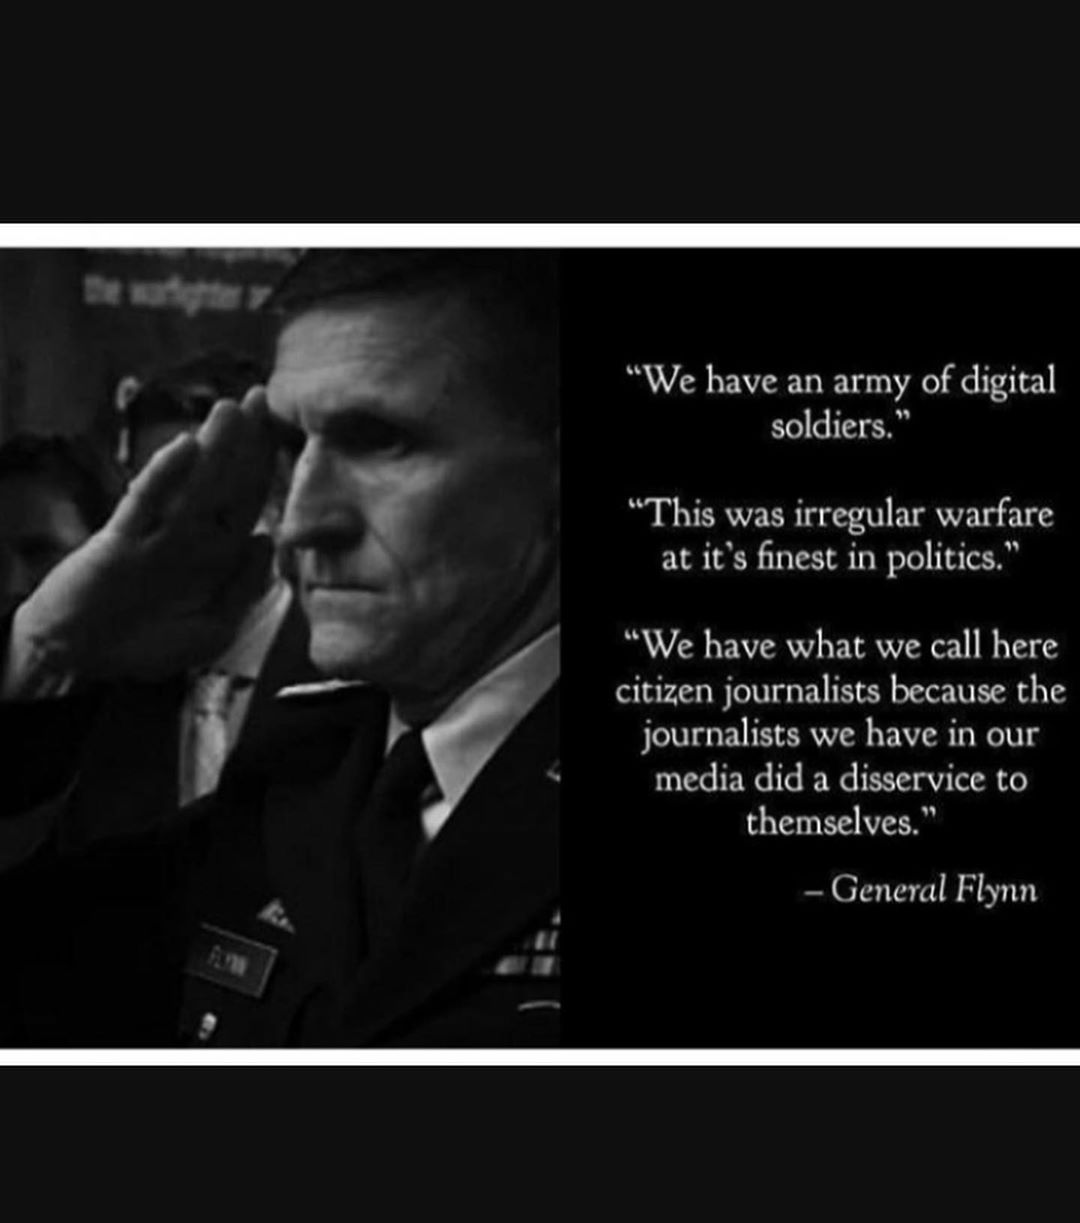 the warfighter
"We have an army of digital
soldiers."
"This was irregular warfare
at it's finest in politics."
"We have what we call here
citizen journalists because the
journalists we have in our
media did a disservice to
themselves."
– General Flynn
FLYNN